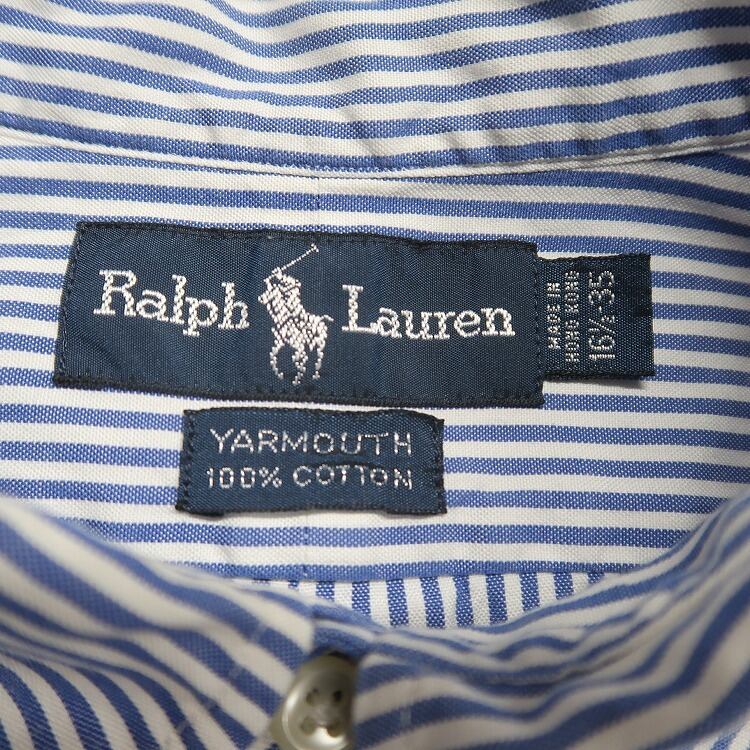 Ralph Lauren
MADE IN
HONG KONG
16½-35
YARMOUTH
100% COTTON